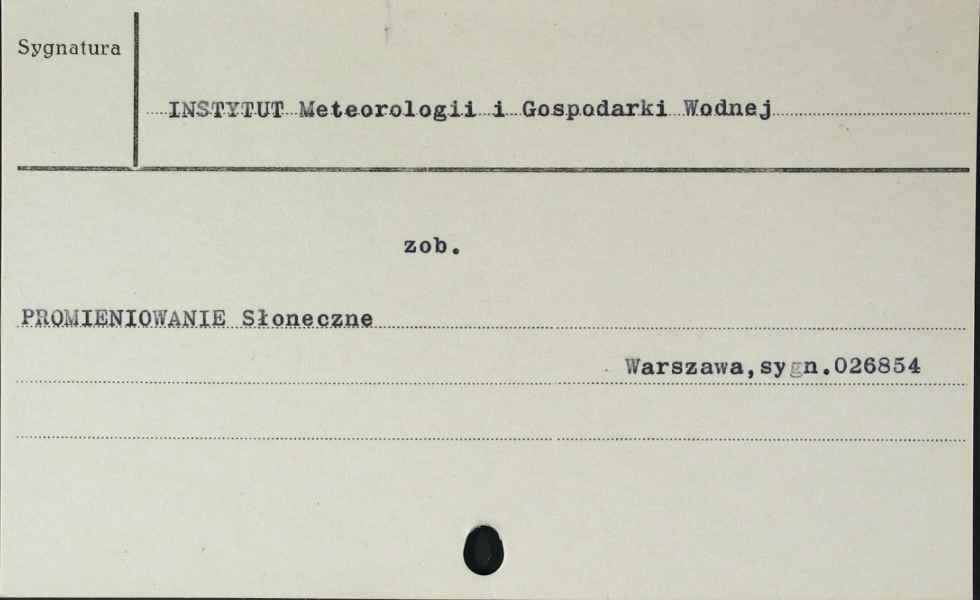 Sygnatura
INSTYTUT Meteorologii i Gospodarki Wodnej
zob.
PROMIENIOWANIE Słoneczne
Warszawa,sygn.026854